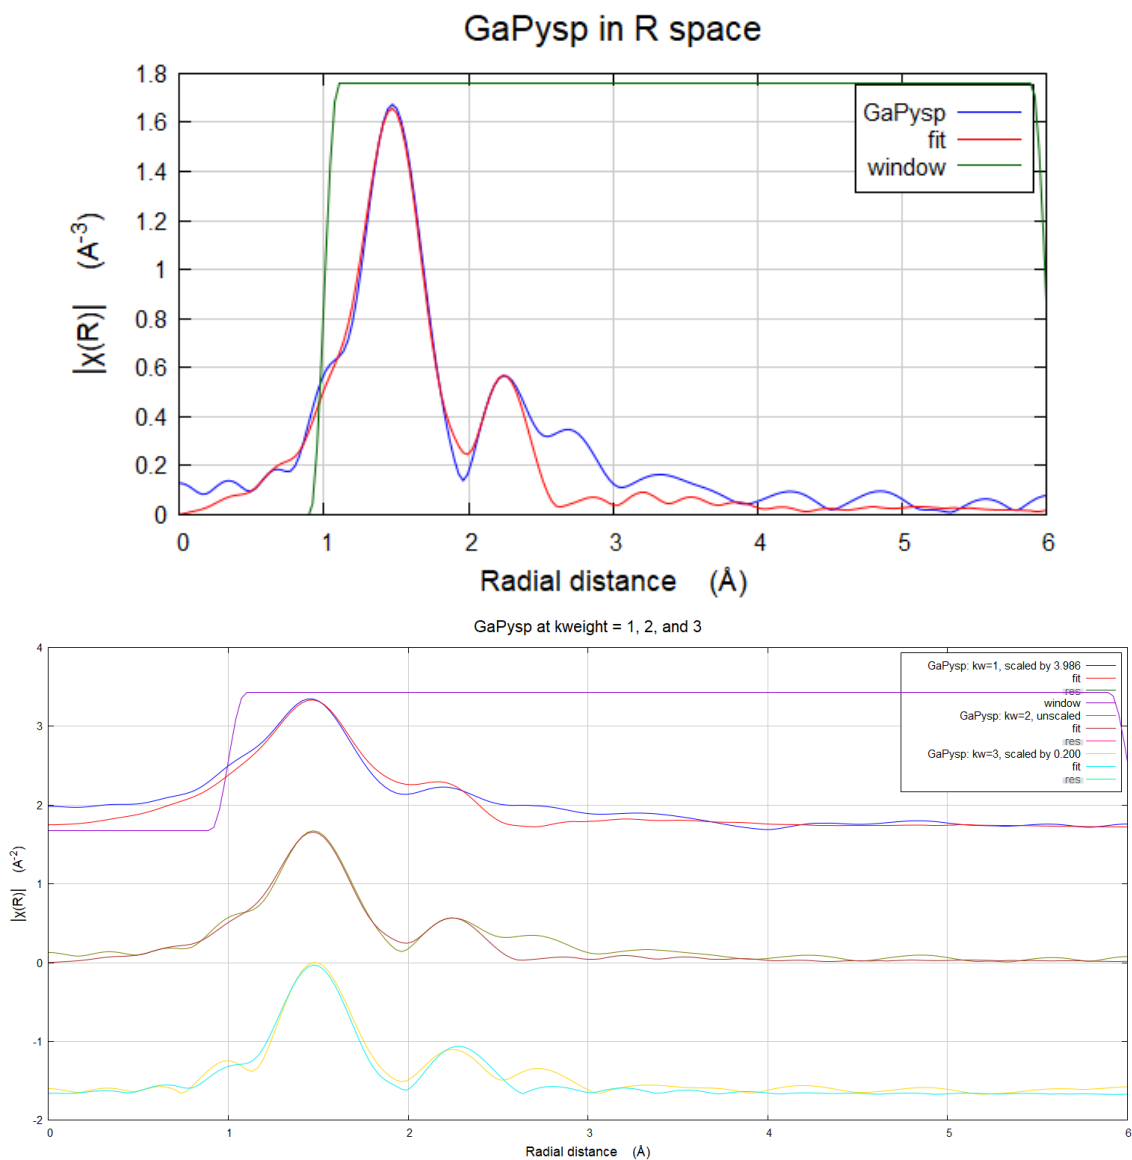 GaPysp in R space
1.8
1.6
1.4
1.2
1
0.8
0.6
0.4
0.2
0
|χ(R)| (A⁻³)
GaPysp
fit
window
0 1 2 3 4 5 6
Radial distance (Å)
GaPysp at kweight = 1, 2, and 3
4
3
2
1
0
-1
-2
|χ(R)| (A⁻²)
GaPysp: kw=1, scaled by 3.986
fit
res
window
GaPysp: kw=2, unscaled
fit
res
GaPysp: kw=3, scaled by 0.200
fit
res
0 1 2 3 4 5 6
Radial distance (Å)